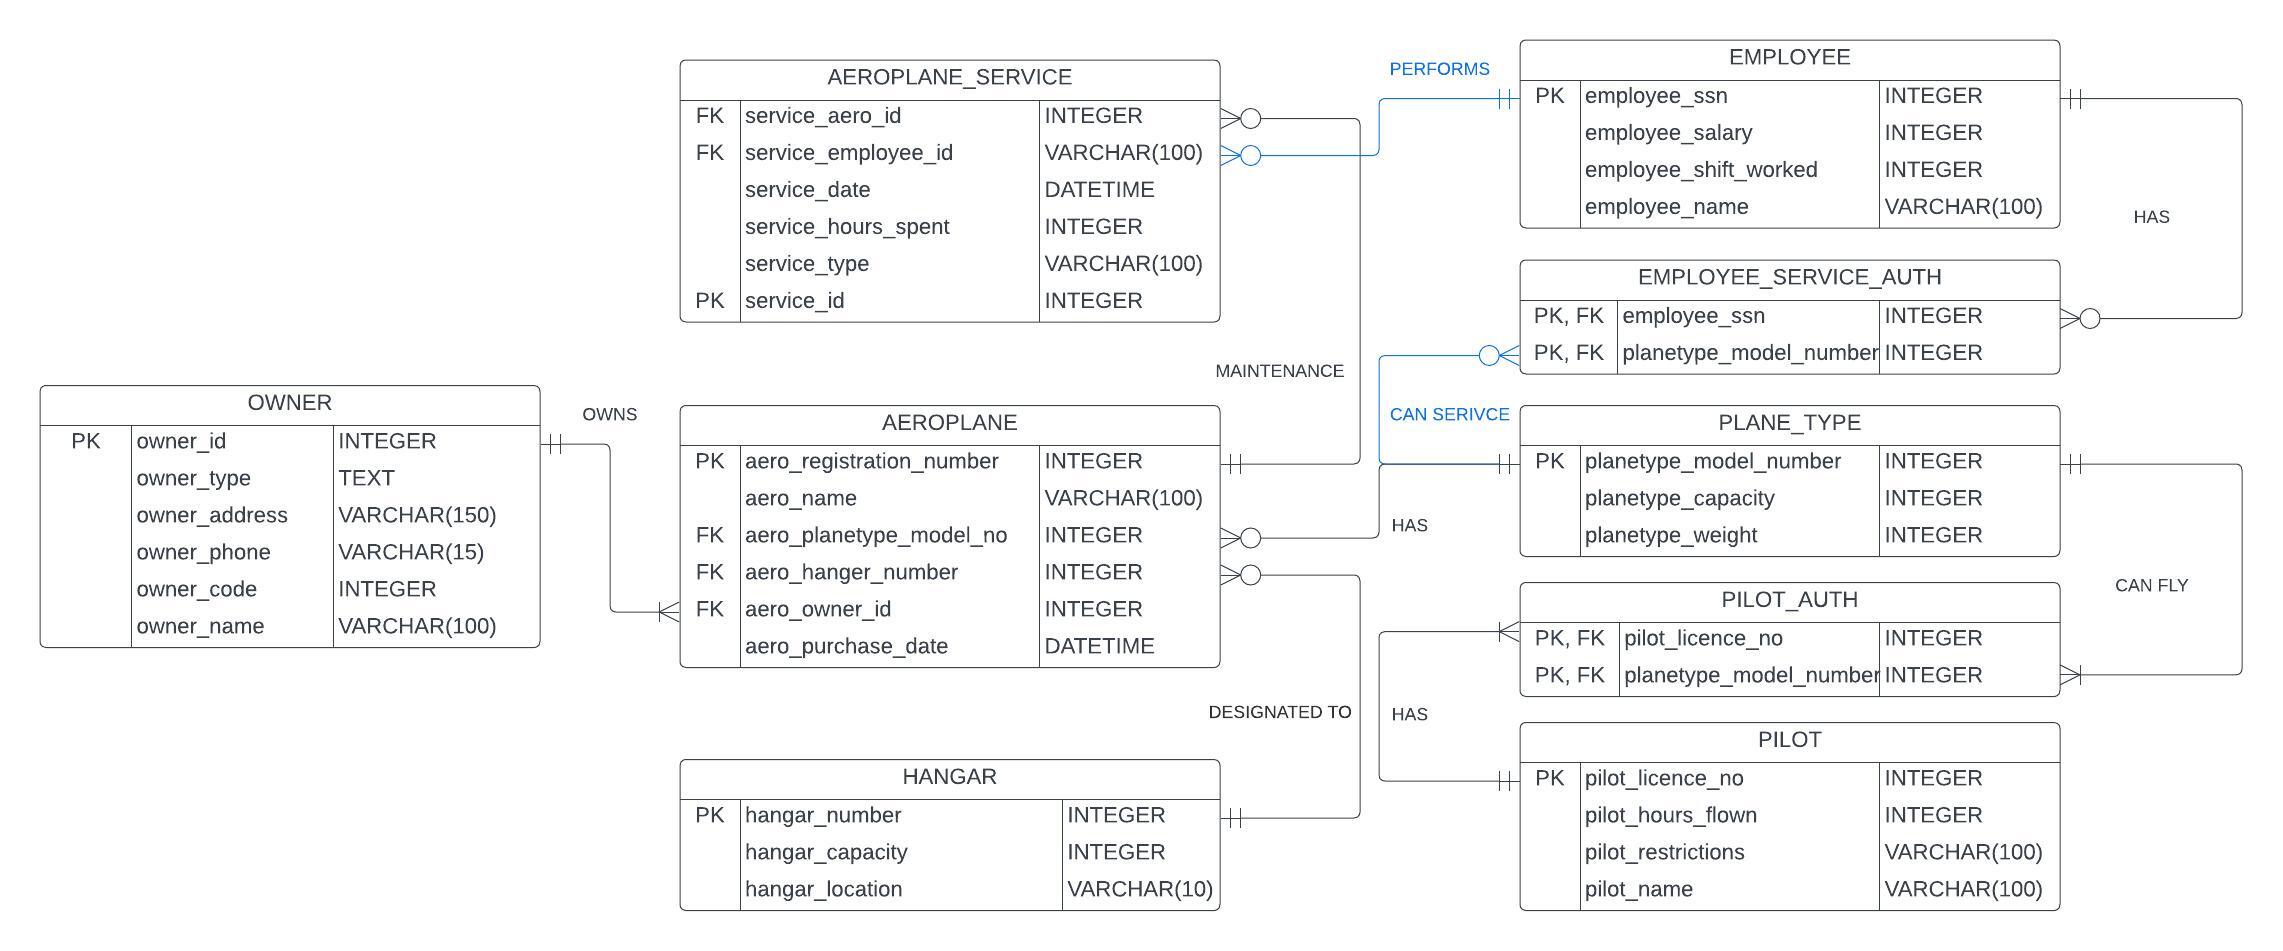 AEROPLANE_SERVICE
FK service_aero_id INTEGER
FK service_employee_id VARCHAR(100)
service_date DATETIME
service_hours_spent INTEGER
service_type VARCHAR(100)
PK service_id INTEGER
PERFORMS
EMPLOYEE
PK employee_ssn INTEGER
employee_salary INTEGER
employee_shift_worked INTEGER
employee_name VARCHAR(100)
HAS
EMPLOYEE_SERVICE_AUTH
PK, FK employee_ssn INTEGER
PK, FK planetype_model_number INTEGER
MAINTENANCE
CAN SERIVCE
OWNER
PK owner_id INTEGER
owner_type TEXT
owner_address VARCHAR(150)
owner_phone VARCHAR(15)
owner_code INTEGER
owner_name VARCHAR(100)
OWNS
AEROPLANE
PK aero_registration_number INTEGER
aero_name VARCHAR(100)
FK aero_planetype_model_no INTEGER
FK aero_hanger_number INTEGER
FK aero_owner_id INTEGER
aero_purchase_date DATETIME
HAS
PLANE_TYPE
PK planetype_model_number INTEGER
planetype_capacity INTEGER
planetype_weight INTEGER
CAN FLY
PILOT_AUTH
PK, FK pilot_licence_no INTEGER
PK, FK planetype_model_number INTEGER
DESIGNATED TO
HAS
HANGAR
PK hangar_number INTEGER
hangar_capacity INTEGER
hangar_location VARCHAR(10)
PILOT
PK pilot_licence_no INTEGER
pilot_hours_flown INTEGER
pilot_restrictions VARCHAR(100)
pilot_name VARCHAR(100)